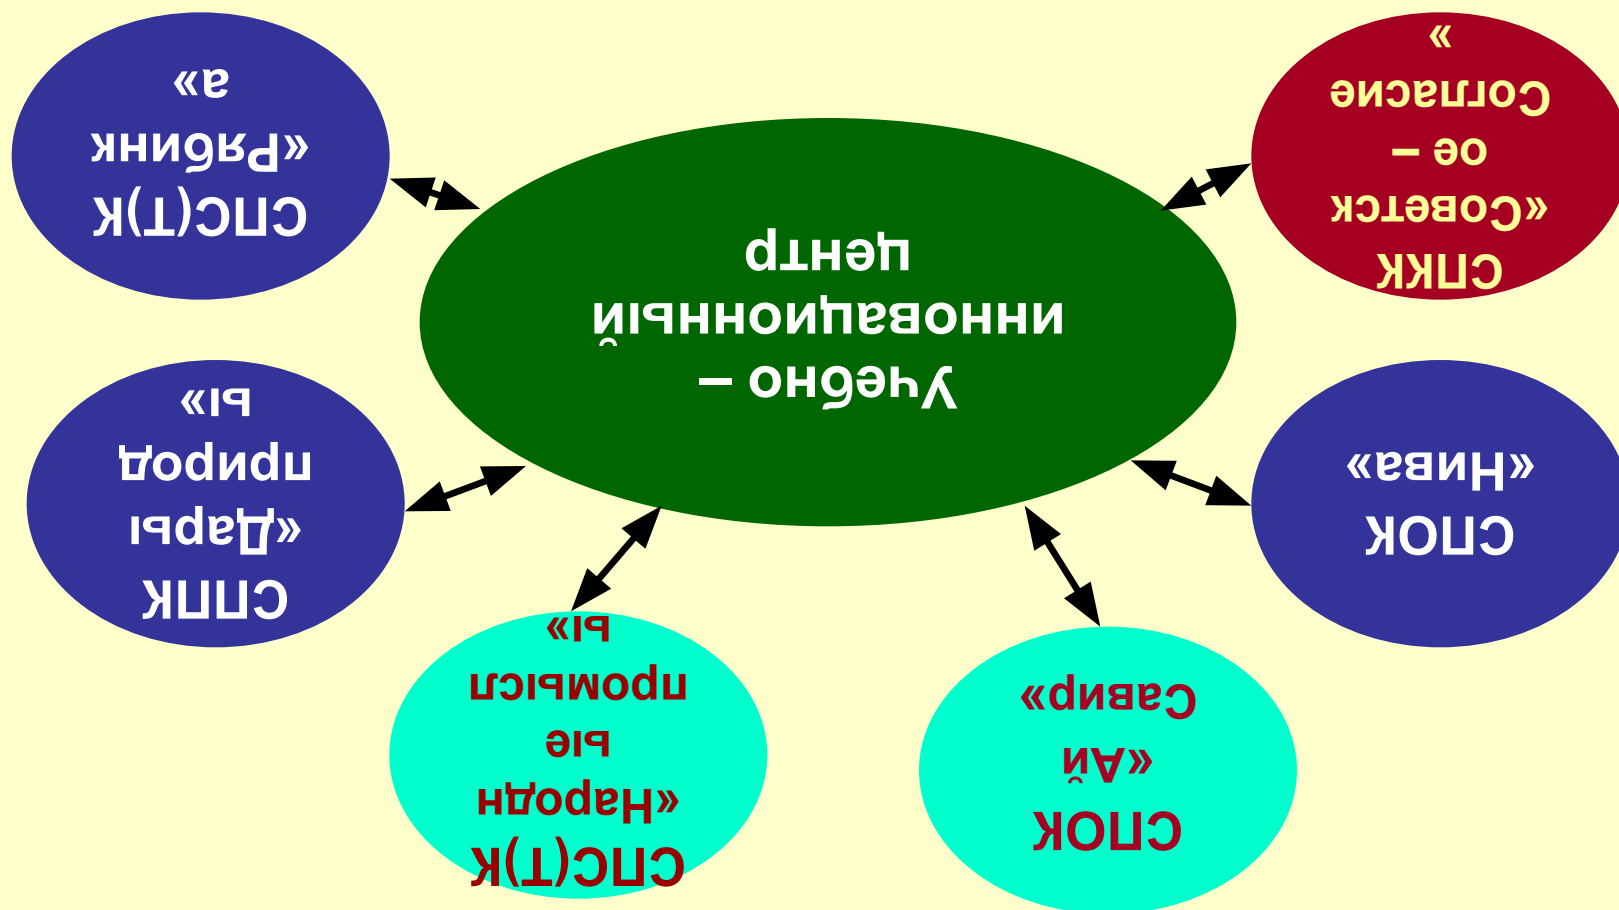 СПКК
«Советск
ое –
Согласие
»
СПС(Т)К
«Рябинк
а»
Учебно –
инновационный
центр
СПОК
«Нива»
СППК
«Дары
природ
ы»
СПОК
«Ай
Савир»
СПС(Т)К
«Народн
ые
промысл
ы»